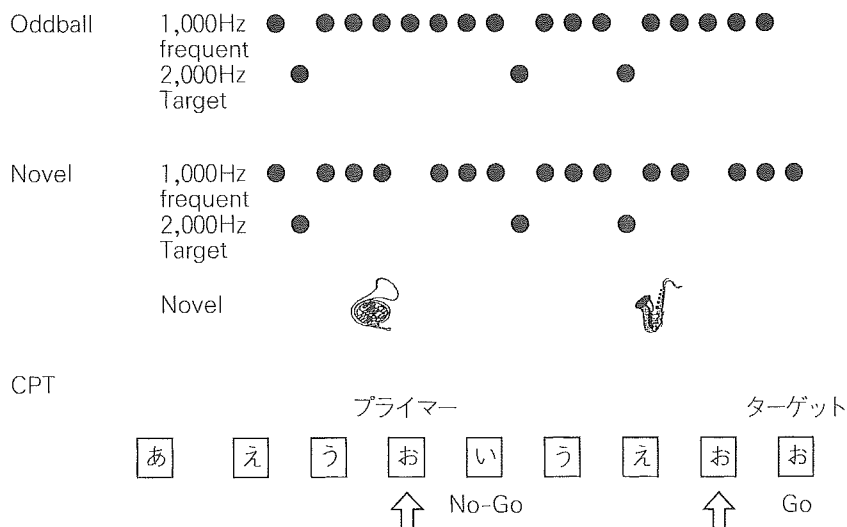 Oddball
1,000Hz
frequent
2,000Hz
Target
Novel
1,000Hz
frequent
2,000Hz
Target
Novel
CPT
プライマー ターゲット
あ え う お い う え お お
No-Go Go